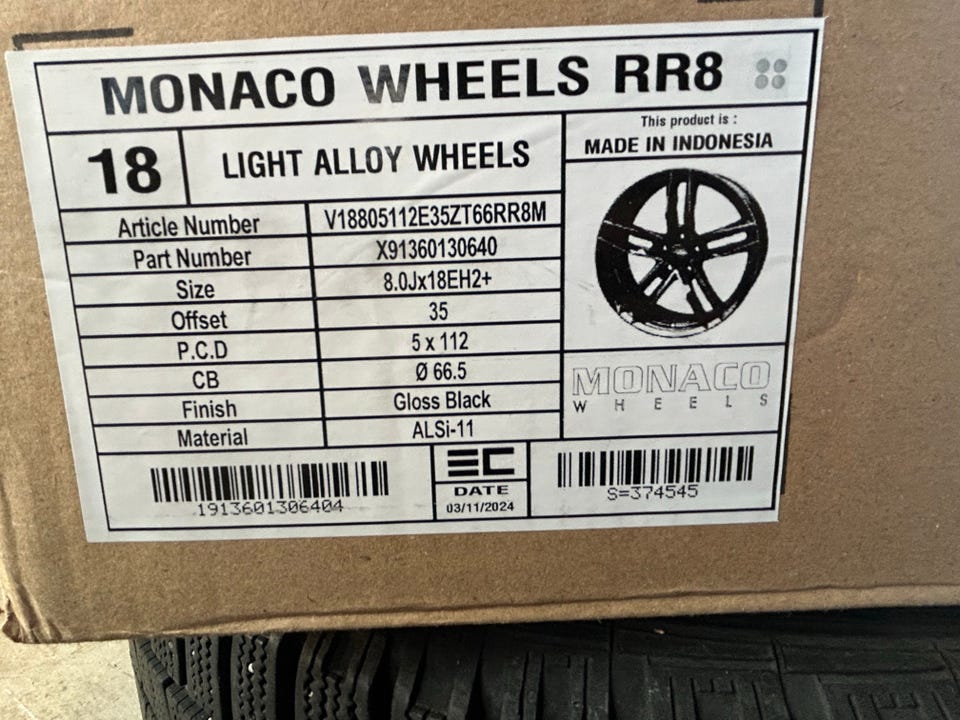 MONACO WHEELS RR8
18
LIGHT ALLOY WHEELS
This product is :
MADE IN INDONESIA
Article Number V18805112E35ZT66RR8M
Part Number X91360130640
Size 8.0Jx18EH2+
Offset 35
P.C.D 5 x 112
CB Ø 66.5
Finish Gloss Black
Material ALSi-11
MONACO
WHEELS
1913601306404
EC
DATE
03/11/2024
S=374545